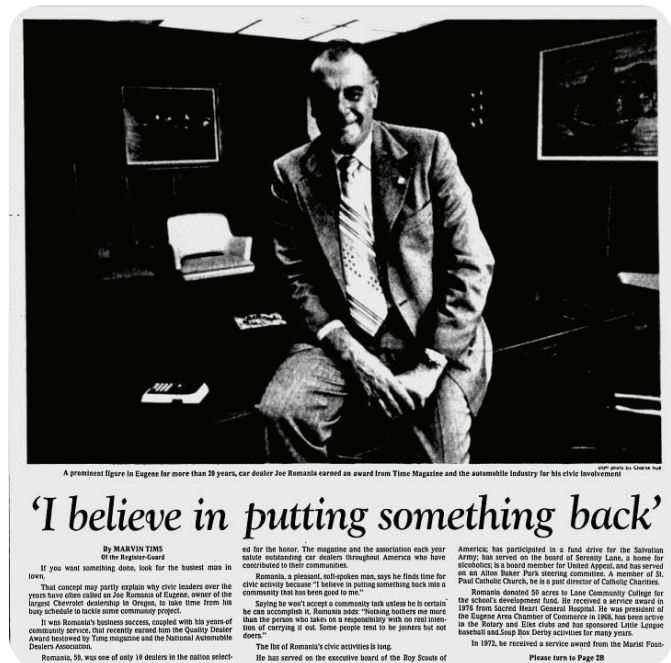 staff photo by
A prominent figure in Eugene for more than 20 years, car dealer Joe Romania earned an award from Time Magazine and the automobile industry for his civic involvement
'I believe in putting something back'
By MARVIN TIMS
Of the Register-Guard
If you want something done, look for the busiest man in
town.
That concept may partly explain why civic leaders over the
years have often called on Joe Romania of Eugene, owner of the
largest Chevrolet dealership in Oregon, to take time from his
busy schedule to tackle some community project.
It was Romania's business success, coupled with his years of
community service, that recently earned him the Quality Dealer
Award bestowed by Time magazine and the National Automobile
Dealers Association.
Romania, 59, was one of only 10 dealers in the nation select-
ed for the honor. The magazine and the association each year
salute outstanding car dealers throughout America who have
contributed to their communities.
Romania, a pleasant, soft-spoken man, says he finds time for
civic activity because "I believe in putting something back into a
community that has been good to me."
Saying he won't accept a community task unless he is certain
he can accomplish it, Romania adds: "Nothing bothers me more
than the person who takes on a responsibility with no real inten-
tion of carrying it out. Some people tend to be joiners but not
doers."
The list of Romania's civic activities is long.
He has served on the executive board of the Boy Scouts of
America; has participated in a fund drive for the Salvation
Army; has served on the board of Serenity Lane, a home for
alcoholics; is a board member for United Appeal, and has served
on an Alton Baker Park steering committee. A member of St.
Paul Catholic Church, he is a past director of Catholic Charities.
Romania donated 50 acres to Lane Community College for
the school's development fund. He received a service award in
1976 from Sacred Heart General Hospital. He was president of
the Eugene Area Chamber of Commerce in 1968, has been active
in the Rotary and Elks clubs and has sponsored Little League
baseball and Soap Box Derby activities for many years.
In 1973, he received a service award from the Marist Foun-
Please turn to Page 2B